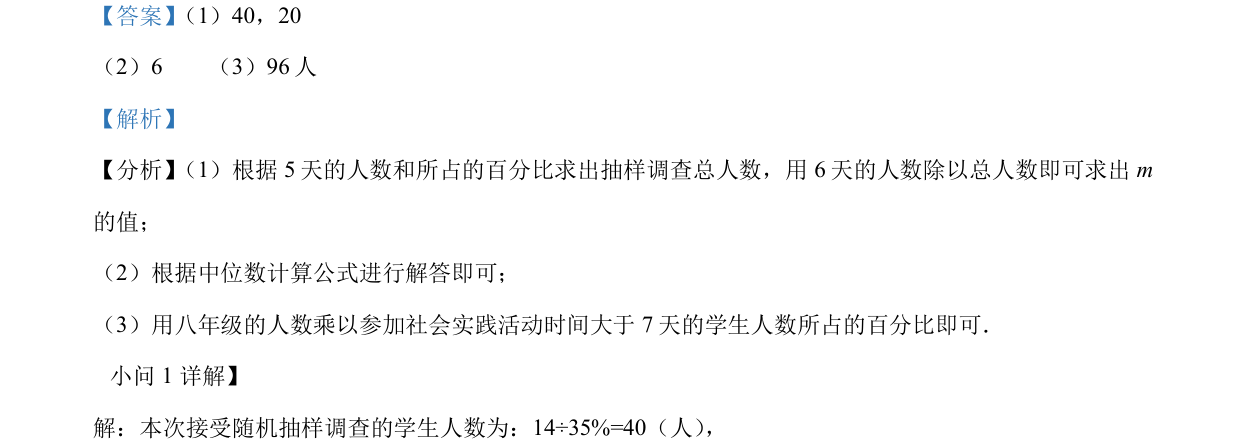 【答案】（1）40，20
（2）6 （3）96 人
【解析】
【分析】（1）根据 5 天的人数和所占的百分比求出抽样调查总人数，用 6 天的人数除以总人数即可求出 m
的值；
（2）根据中位数计算公式进行解答即可；
（3）用八年级的人数乘以参加社会实践活动时间大于 7 天的学生人数所占的百分比即可．
小问 1 详解】
解：本次接受随机抽样调查的学生人数为：14÷35%=40（人），